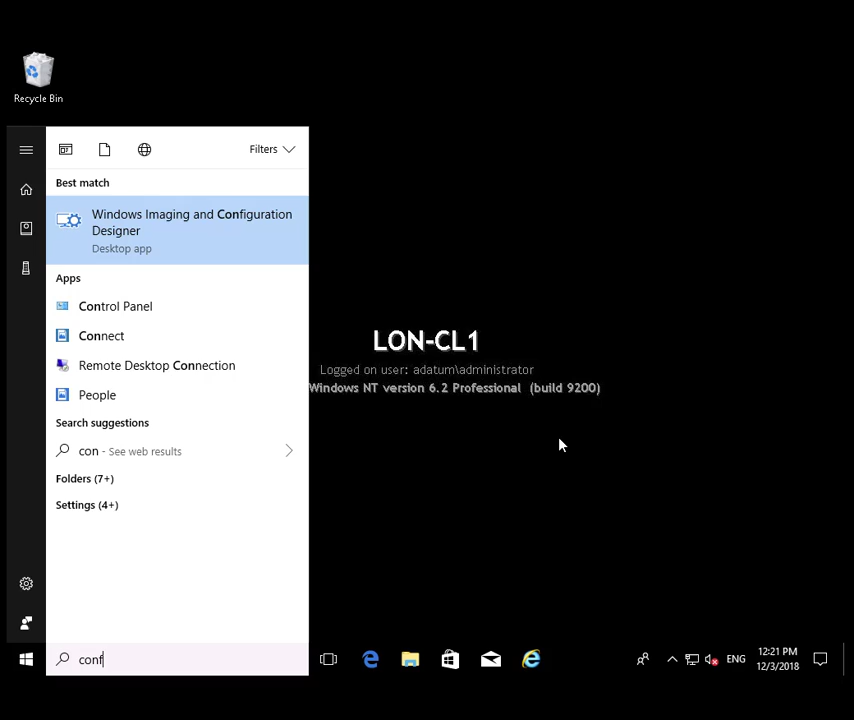 Recycle Bin
Filters
Best match
Windows Imaging and Configuration
Designer
Desktop app
Apps
Control Panel
Connect
Remote Desktop Connection
People
Search suggestions
con - See web results
Folders (7+)
Settings (4+)
conf
LON-CL1
Logged on user: adatum\administrator
Windows NT version 6.2 Professional (build 9200)
ENG
12:21 PM
12/3/2018